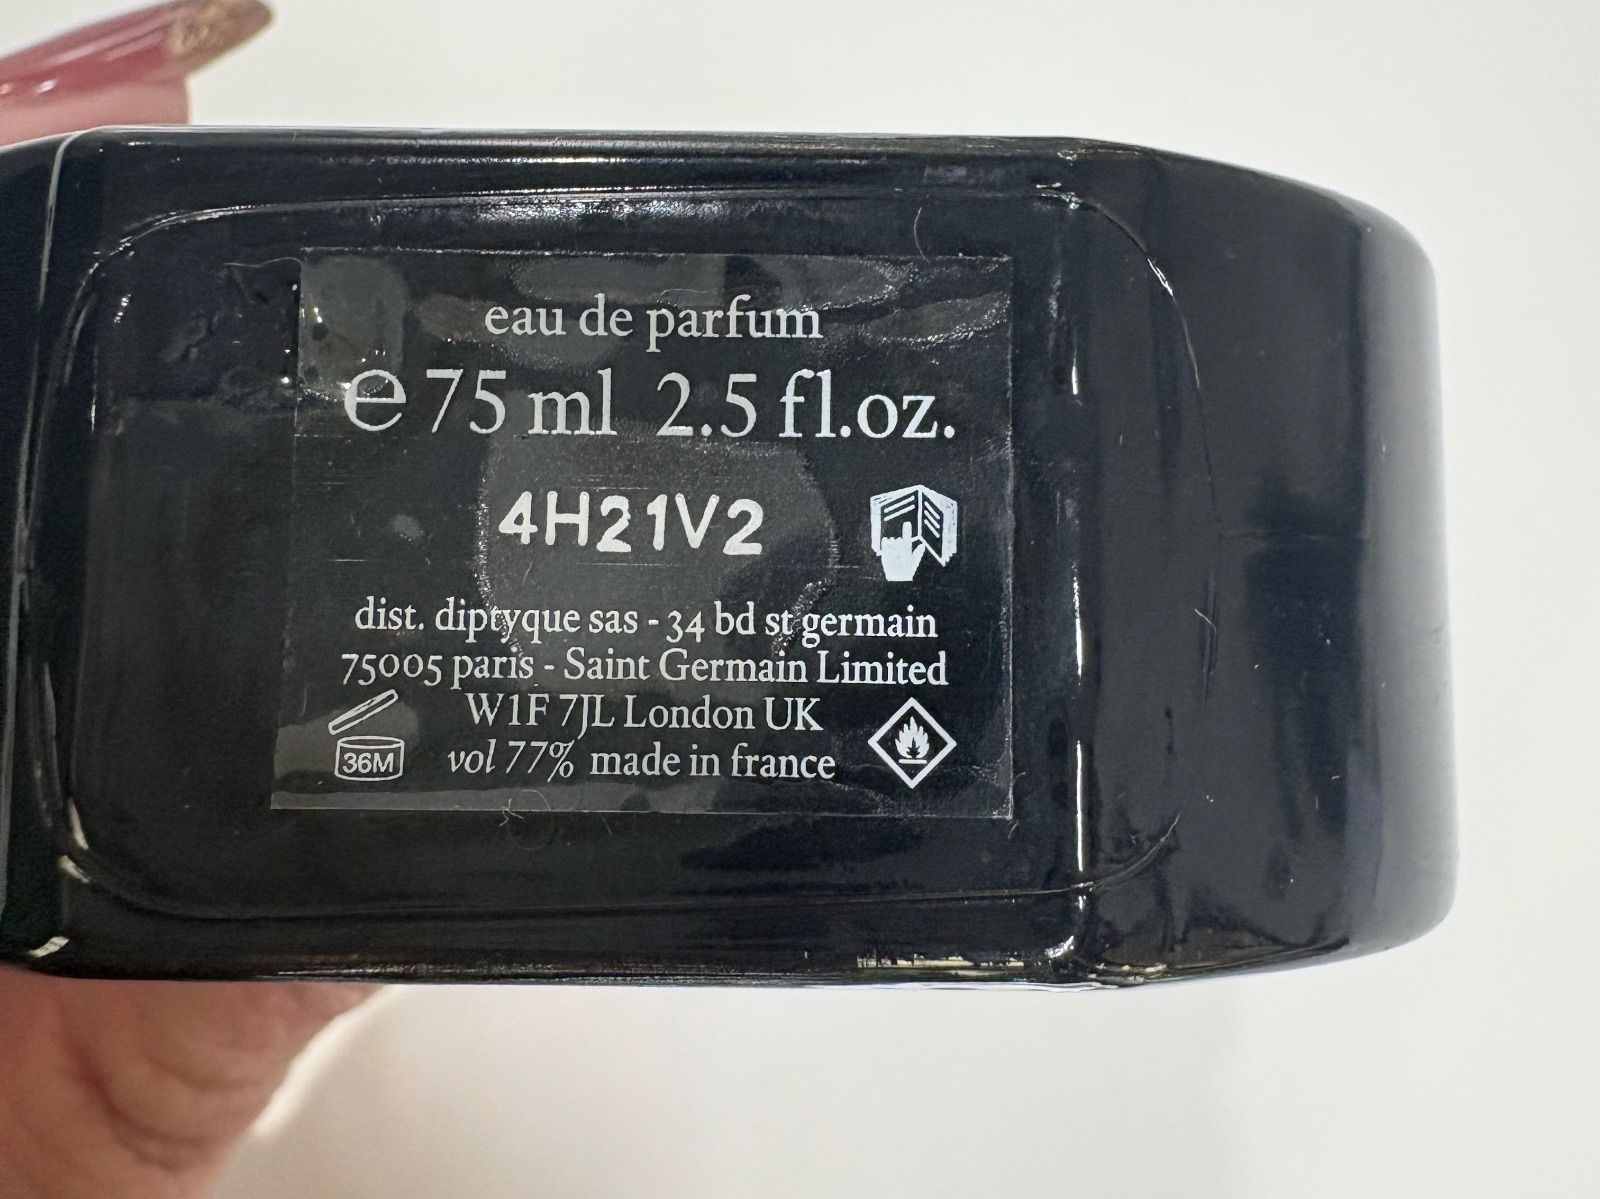 eau de parfum
℮ 75 ml 2.5 fl.oz.
4H21V2
dist. diptyque sas - 34 bd st germain
75005 paris - Saint Germain Limited
W1F 7JL London UK
36M
vol 77% made in france